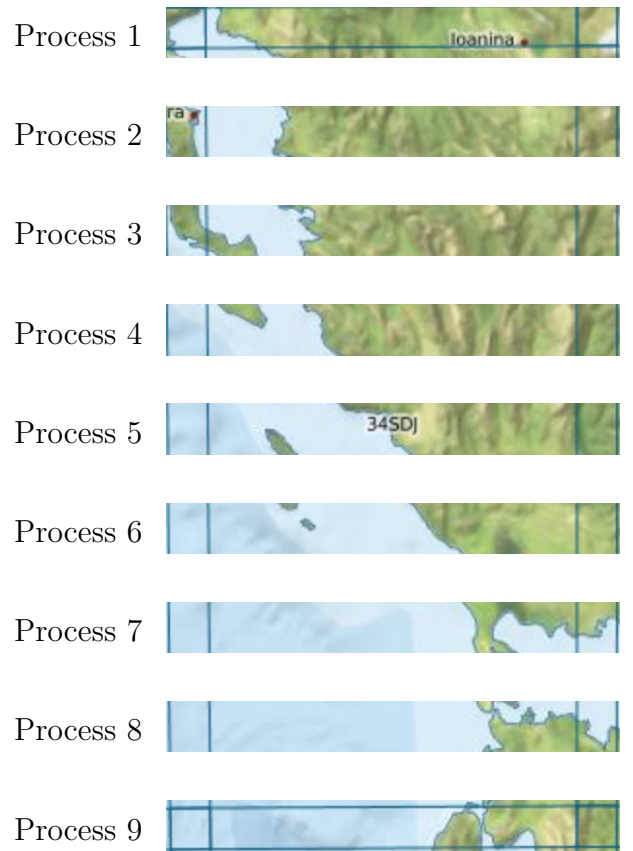 Process 1
Ioanina
Process 2
ra
Process 3
Process 4
Process 5
34SDJ
Process 6
Process 7
Process 8
Process 9